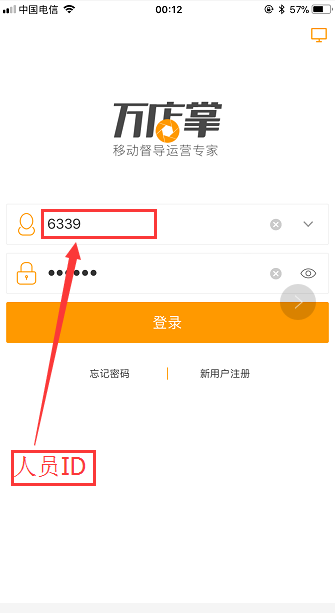 中国电信 00:12 57%
万店掌
移动督导运营专家
6339
••••••
登录
忘记密码 | 新用户注册
人员ID